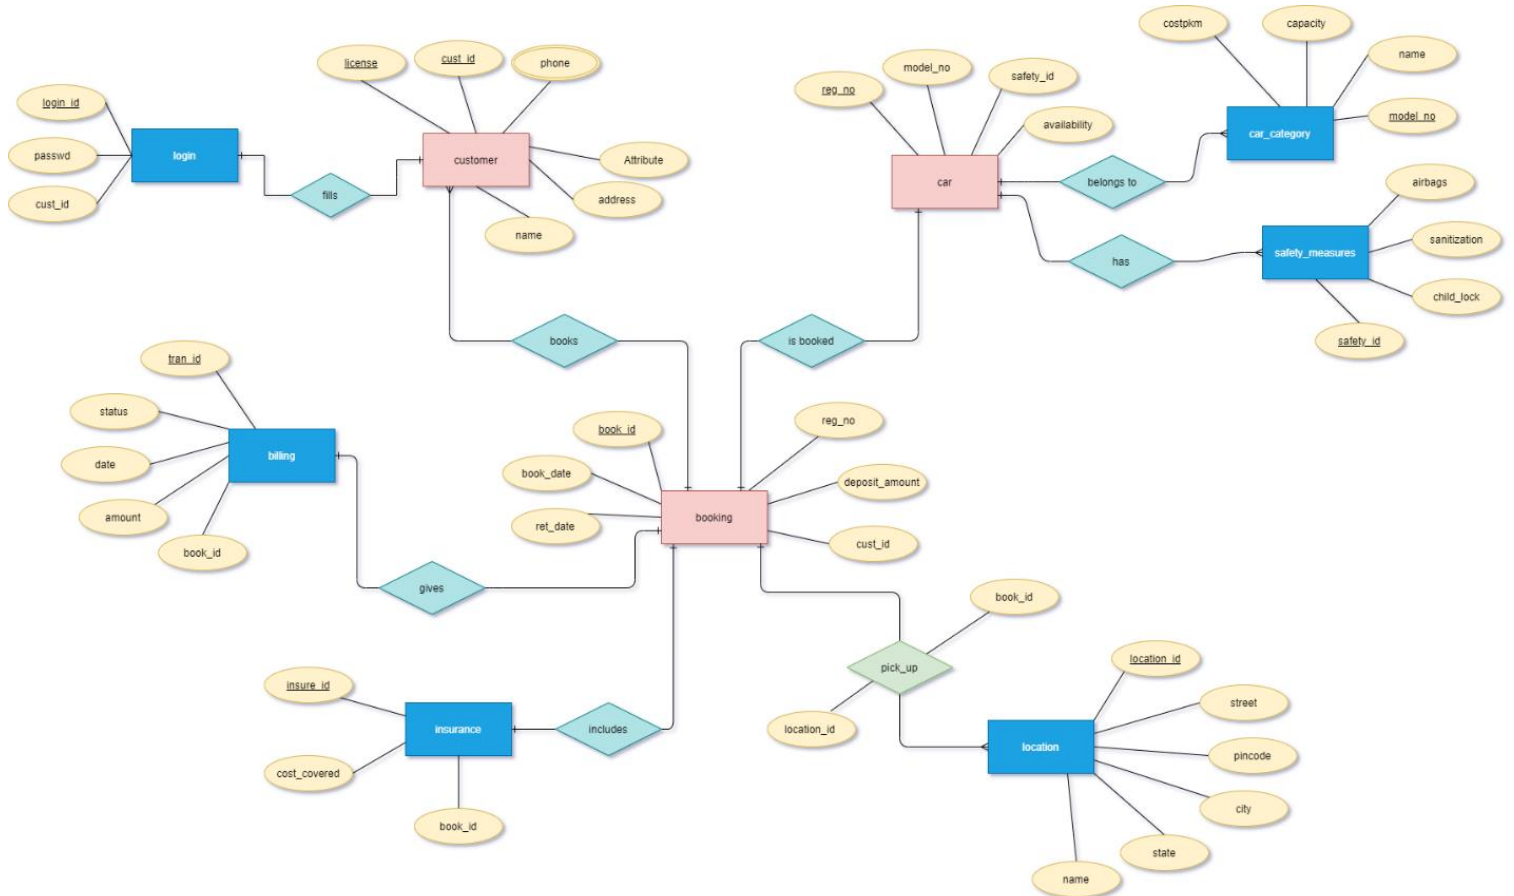 costpkm
capacity
license
cust_id
phone
name
model_no
safety_id
reg_no
login_id
model_no
availability
car_category
login
customer
passwd
Attribute
car
belongs to
airbags
fills
address
cust_id
name
sanitization
has
safety_measures
child_lock
books
is booked
safety_id
tran_id
status
reg_no
book_id
billing
date
book_date
deposit_amount
amount
ret_date
booking
cust_id
book_id
gives
book_id
location_id
pick_up
insure_id
street
location_id
insurance
includes
location
pincode
cost_covered
city
book_id
state
name